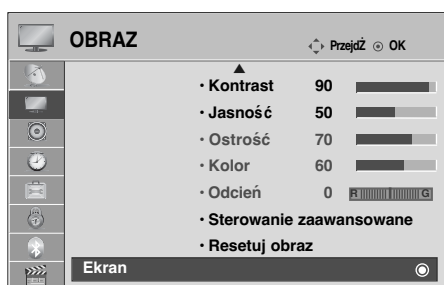 OBRAZ PrzejdŹ OK
· Kontrast 90
· Jasność 50
· Ostrość 70
· Kolor 60
· Odcień 0 R G
· Sterowanie zaawansowane
· Resetuj obraz
Ekran